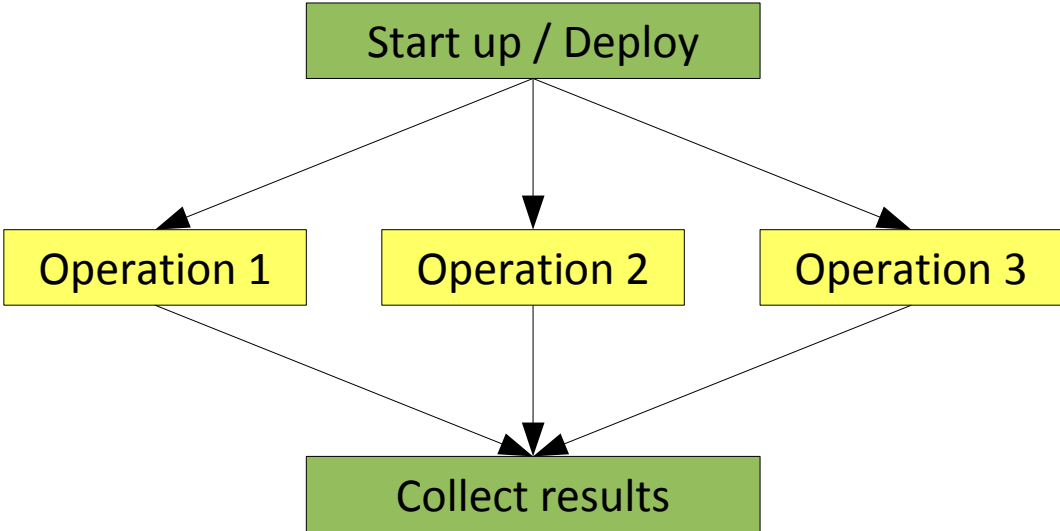 Start up / Deploy
Operation 1
Operation 2
Operation 3
Collect results